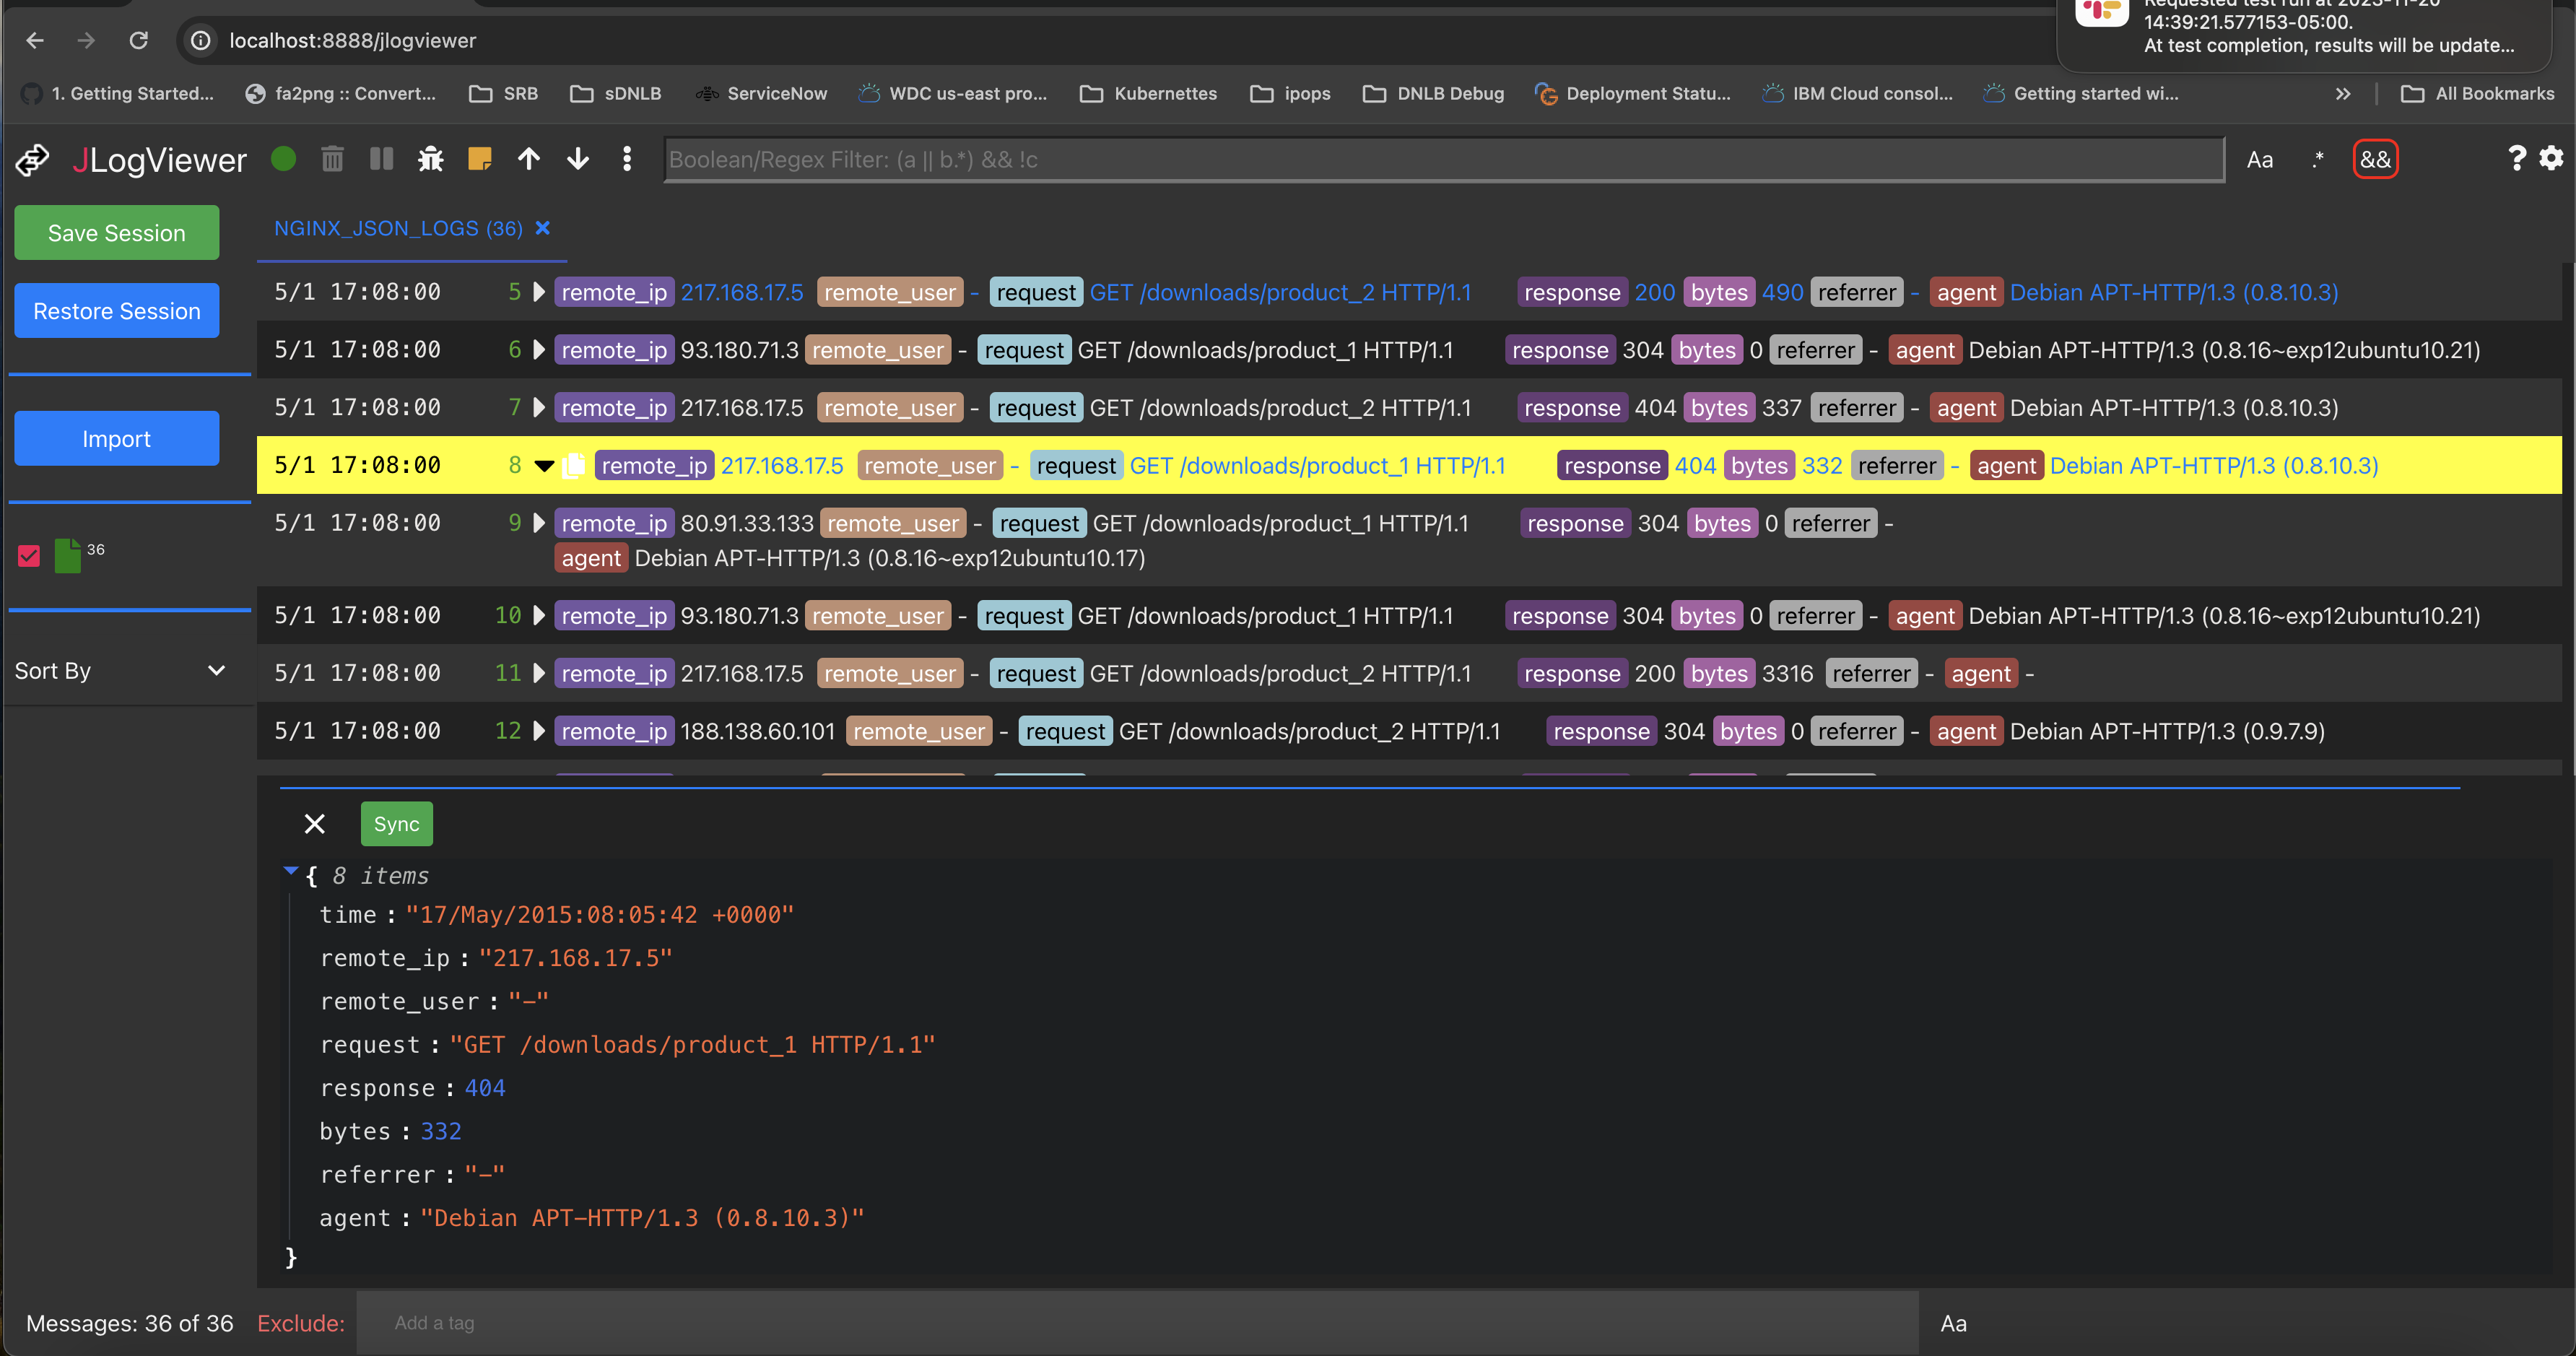 Requested test run at 2023-11-20
14:39:21.577153-05:00.
At test completion, results will be update...
localhost:8888/jlogviewer
1. Getting Started... fa2png :: Convert... SRB sDNLB ServiceNow WDC us-east pro... Kubernettes ipops DNLB Debug Deployment Statu... IBM Cloud consol... Getting started wi... » All Bookmarks
JLogViewer Boolean/Regex Filter: (a || b.*) && !c Aa .* && ?
Save Session
NGINX_JSON_LOGS (36)
Restore Session
Import
36
Sort By
5/1 17:08:00 5 remote_ip 217.168.17.5 remote_user - request GET /downloads/product_2 HTTP/1.1 response 200 bytes 490 referrer - agent Debian APT-HTTP/1.3 (0.8.10.3)
5/1 17:08:00 6 remote_ip 93.180.71.3 remote_user - request GET /downloads/product_1 HTTP/1.1 response 304 bytes 0 referrer - agent Debian APT-HTTP/1.3 (0.8.16~exp12ubuntu10.21)
5/1 17:08:00 7 remote_ip 217.168.17.5 remote_user - request GET /downloads/product_2 HTTP/1.1 response 404 bytes 337 referrer - agent Debian APT-HTTP/1.3 (0.8.10.3)
5/1 17:08:00 8 remote_ip 217.168.17.5 remote_user - request GET /downloads/product_1 HTTP/1.1 response 404 bytes 332 referrer - agent Debian APT-HTTP/1.3 (0.8.10.3)
5/1 17:08:00 9 remote_ip 80.91.33.133 remote_user - request GET /downloads/product_1 HTTP/1.1 response 304 bytes 0 referrer -
agent Debian APT-HTTP/1.3 (0.8.16~exp12ubuntu10.17)
5/1 17:08:00 10 remote_ip 93.180.71.3 remote_user - request GET /downloads/product_1 HTTP/1.1 response 304 bytes 0 referrer - agent Debian APT-HTTP/1.3 (0.8.16~exp12ubuntu10.21)
5/1 17:08:00 11 remote_ip 217.168.17.5 remote_user - request GET /downloads/product_2 HTTP/1.1 response 200 bytes 3316 referrer - agent -
5/1 17:08:00 12 remote_ip 188.138.60.101 remote_user - request GET /downloads/product_2 HTTP/1.1 response 304 bytes 0 referrer - agent Debian APT-HTTP/1.3 (0.9.7.9)
Sync
{ 8 items
time : "17/May/2015:08:05:42 +0000"
remote_ip : "217.168.17.5"
remote_user : "-"
request : "GET /downloads/product_1 HTTP/1.1"
response : 404
bytes : 332
referrer : "-"
agent : "Debian APT-HTTP/1.3 (0.8.10.3)"
}
Messages: 36 of 36 Exclude: Add a tag Aa